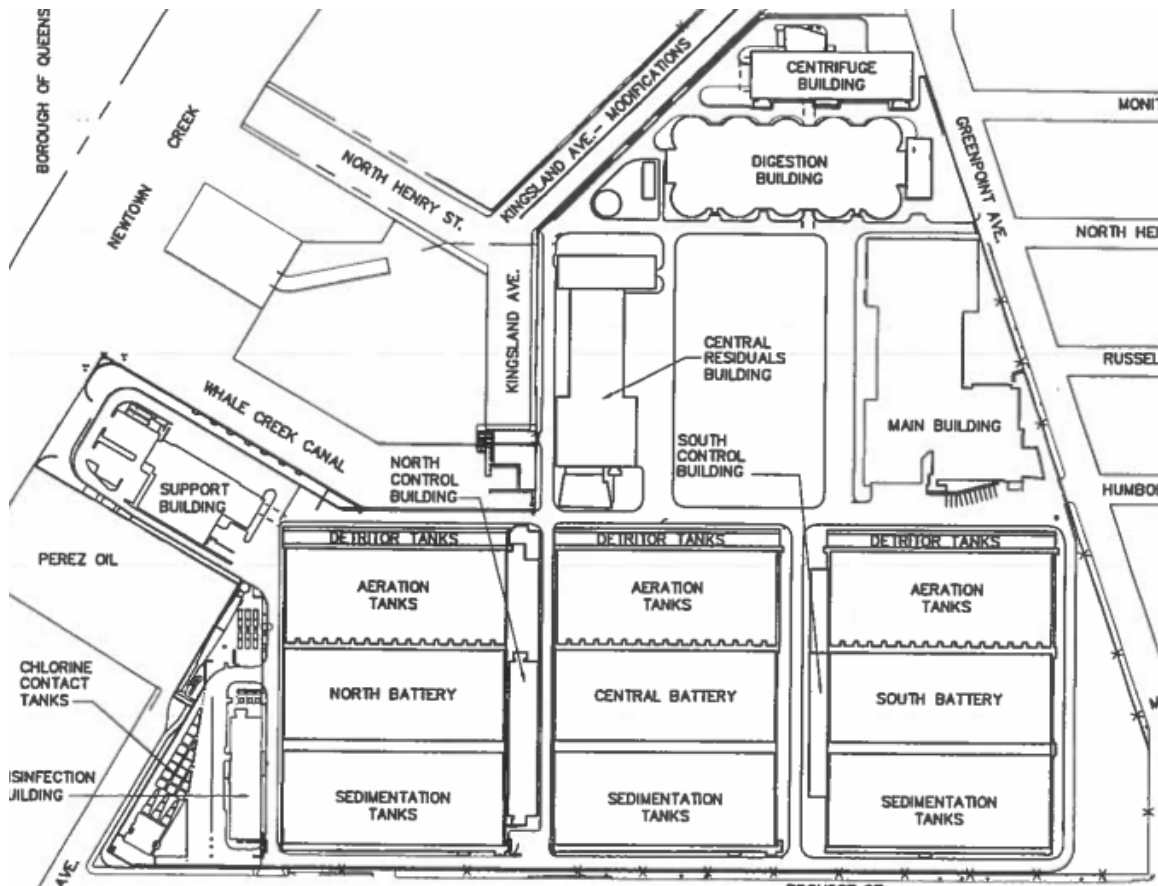 BOROUGH OF QUEENS
NEWTOWN
CREEK
NORTH HENRY ST.
KINGSLAND AVE.- MODIFICATIONS
CENTRIFUGE
BUILDING
DIGESTION
BUILDING
GREENPOINT AVE.
MONIT
NORTH HE
RUSSEL
HUMBO
KINGSLAND AVE.
CENTRAL
RESIDUALS
BUILDING
MAIN BUILDING
SOUTH
CONTROL
BUILDING
NORTH
CONTROL
BUILDING
WHALE CREEK CANAL
SUPPORT
BUILDING
PEREZ OIL
DETRITOR TANKS
DETRITOR TANKS
DETRITOR TANKS
AERATION
TANKS
AERATION
TANKS
AERATION
TANKS
CHLORINE
CONTACT
TANKS
NORTH BATTERY
CENTRAL BATTERY
SOUTH BATTERY
ISINFECTION
UILDING
SEDIMENTATION
TANKS
SEDIMENTATION
TANKS
SEDIMENTATION
TANKS
AVE.